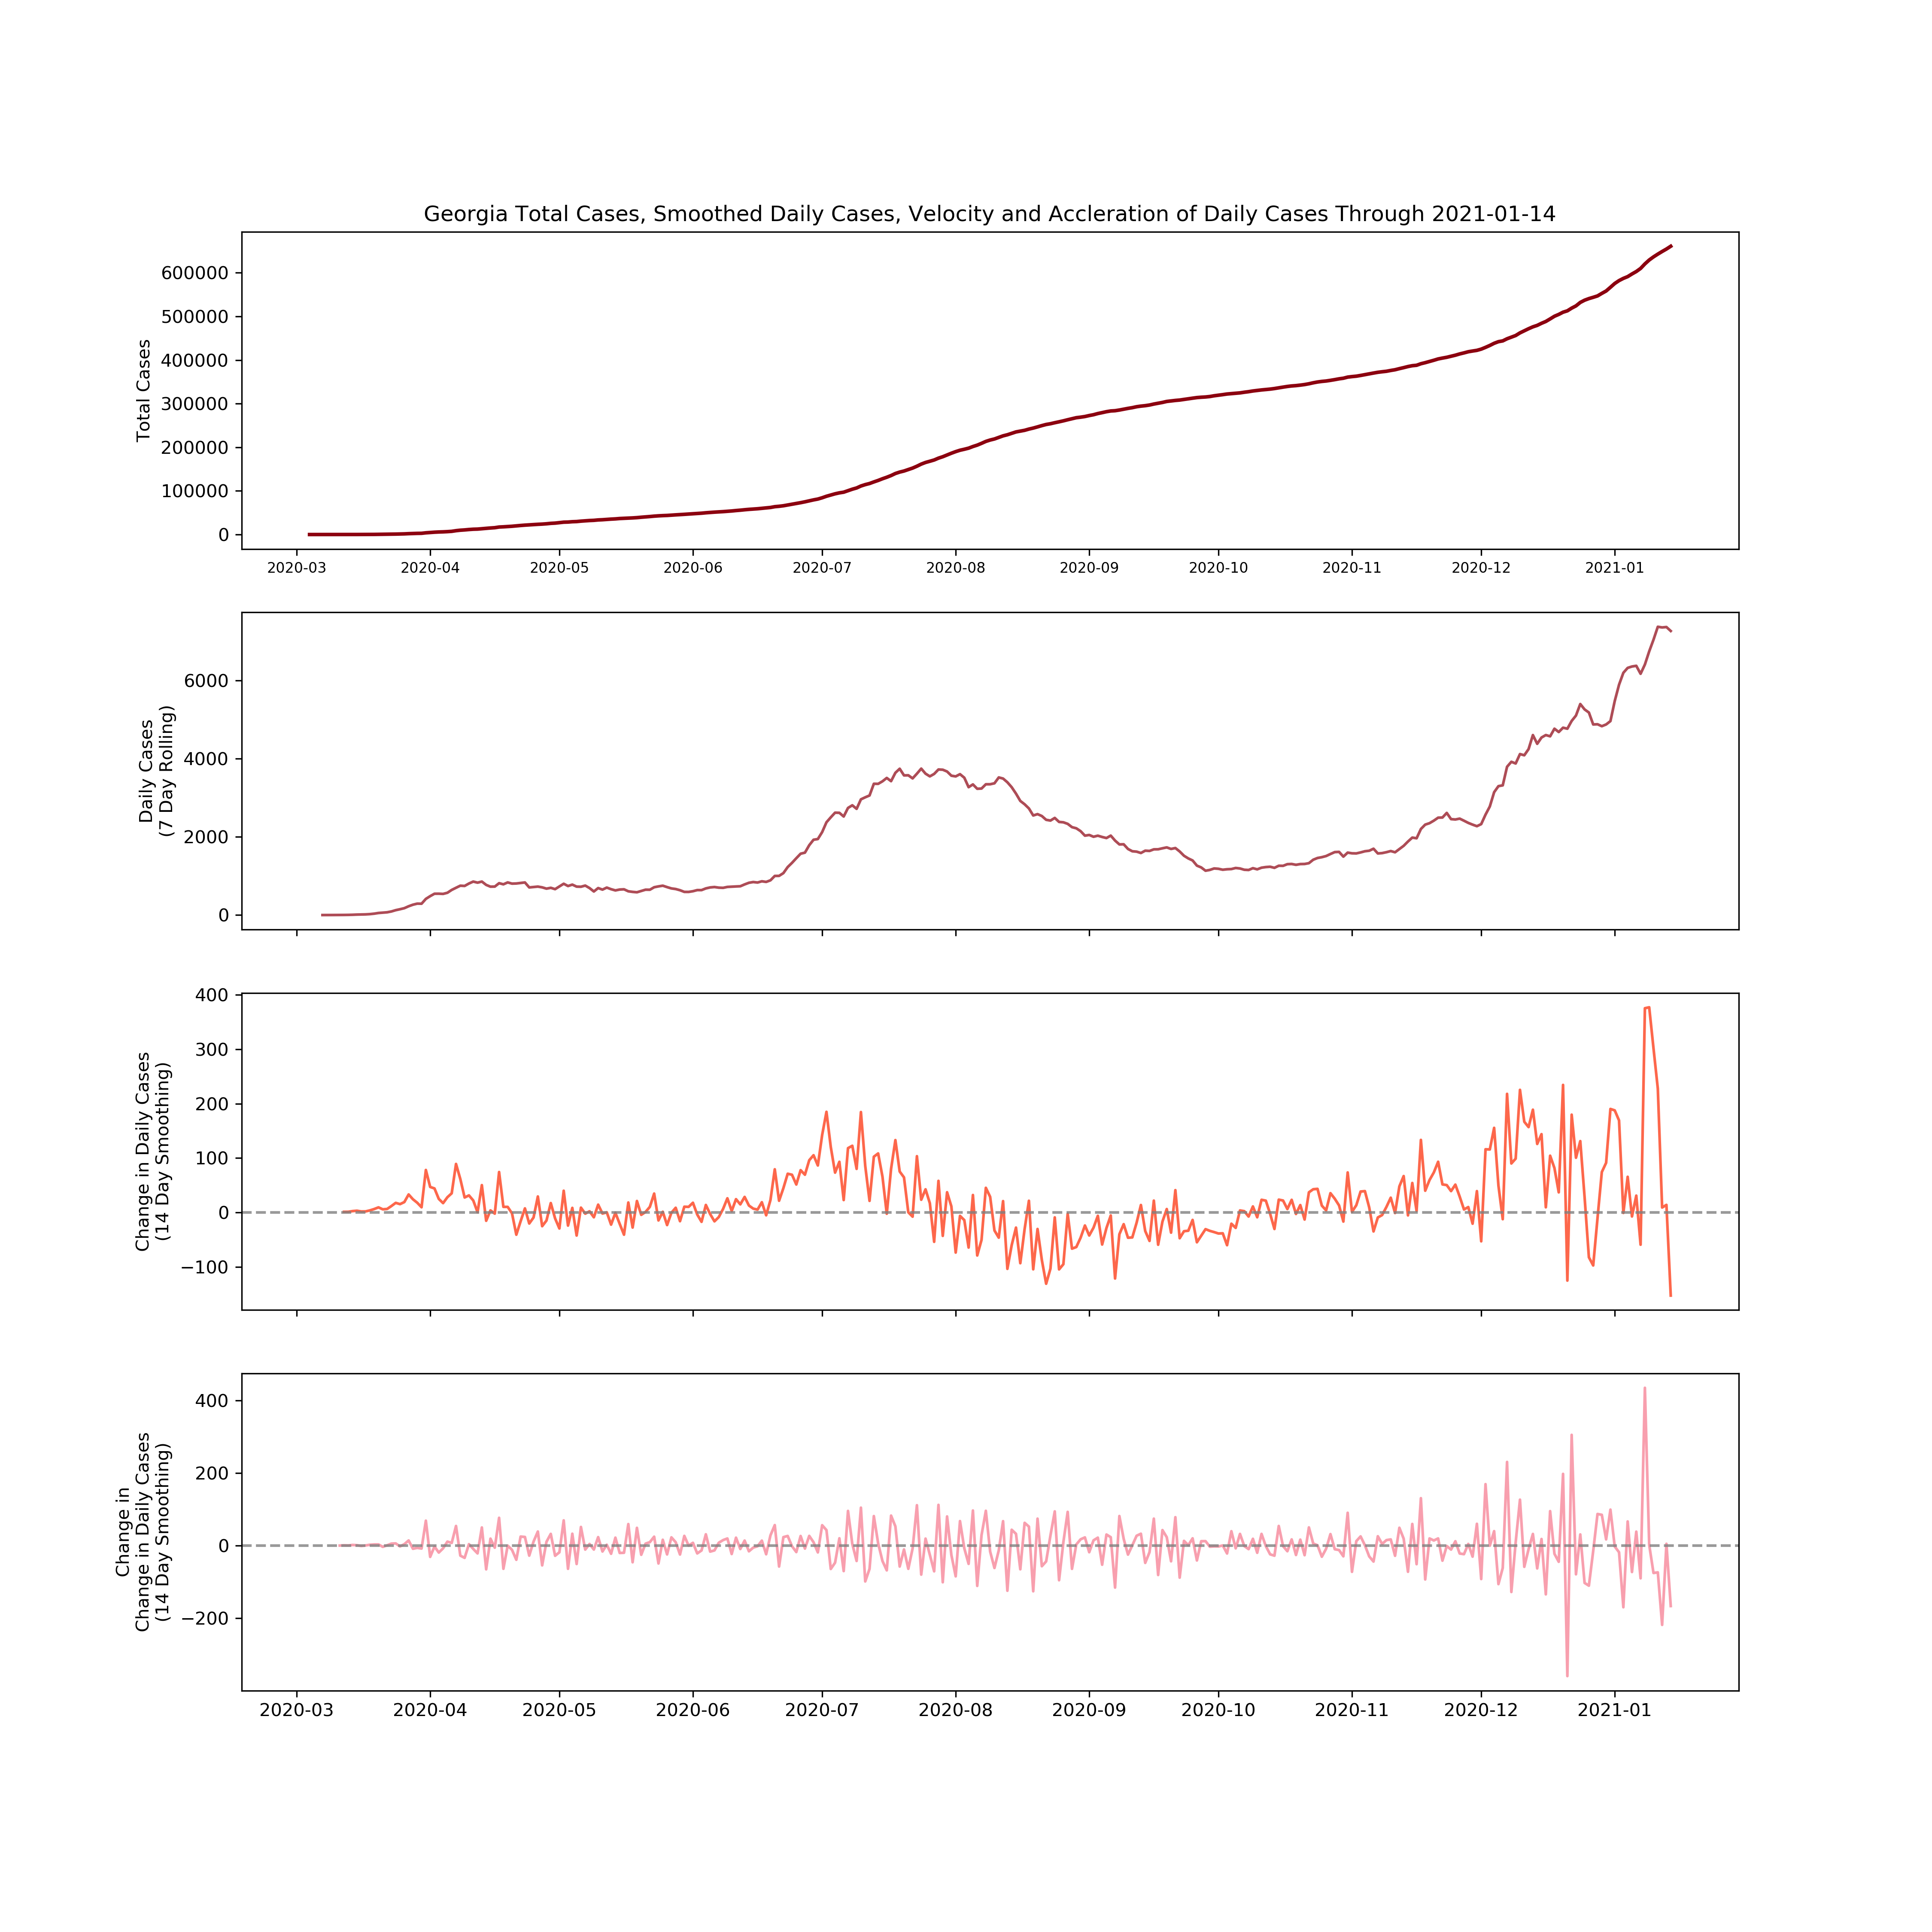 Georgia Total Cases, Smoothed Daily Cases, Velocity and Accleration of Daily Cases Through 2021-01-14
Total Cases
600000
500000
400000
300000
200000
100000
0
2020-03 2020-04 2020-05 2020-06 2020-07 2020-08 2020-09 2020-10 2020-11 2020-12 2021-01
Daily Cases
(7 Day Rolling)
6000
4000
2000
0
Change in Daily Cases
(14 Day Smoothing)
400
300
200
100
0
−100
Change in
Change in Daily Cases
(14 Day Smoothing)
400
200
0
−200
2020-03 2020-04 2020-05 2020-06 2020-07 2020-08 2020-09 2020-10 2020-11 2020-12 2021-01